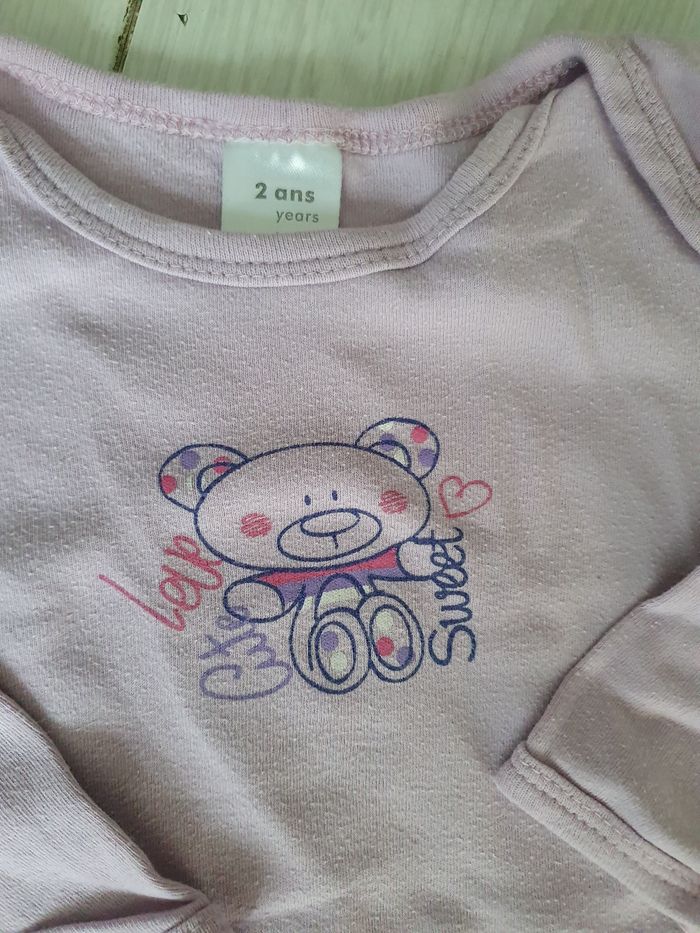 2 ans
years
Love
Cute
Sweet